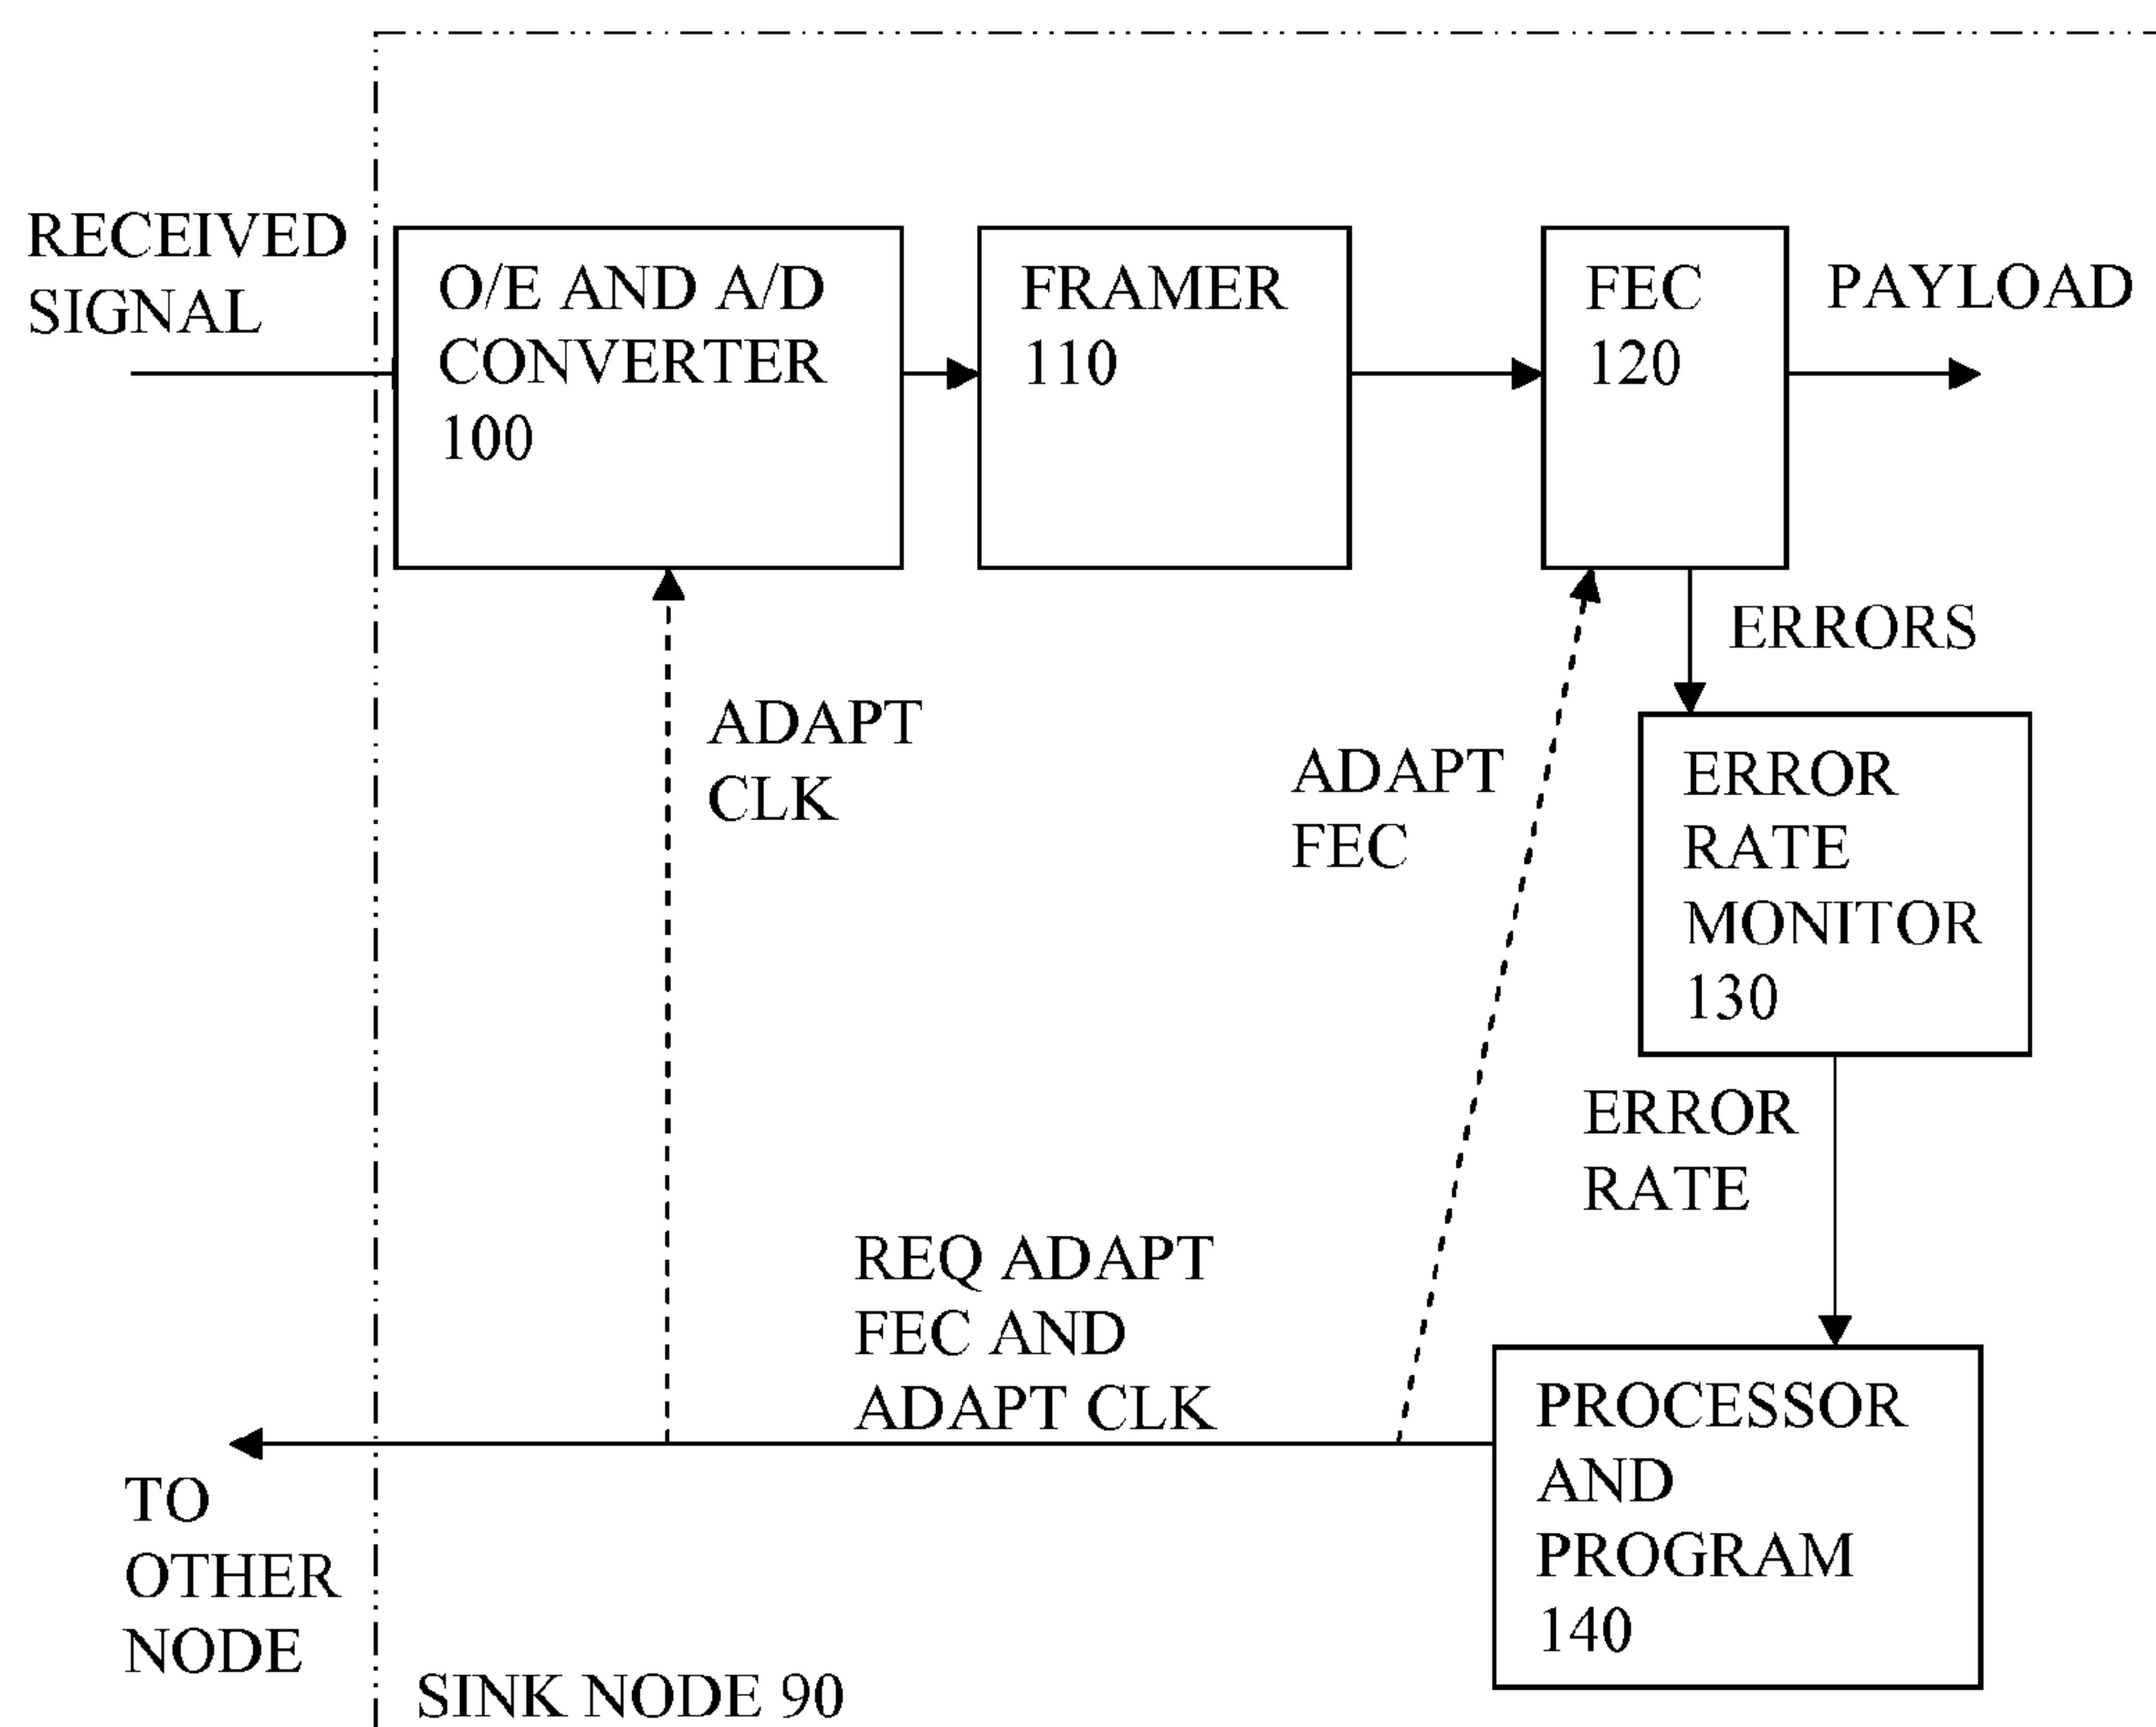 RECEIVED
SIGNAL
O/E AND A/D
CONVERTER
100
FRAMER
110
FEC
120
PAYLOAD
ERRORS
ADAPT
CLK
ADAPT
FEC
ERROR
RATE
MONITOR
130
ERROR
RATE
REQ ADAPT
FEC AND
ADAPT CLK
PROCESSOR
AND
PROGRAM
140
TO
OTHER
NODE
SINK NODE 90